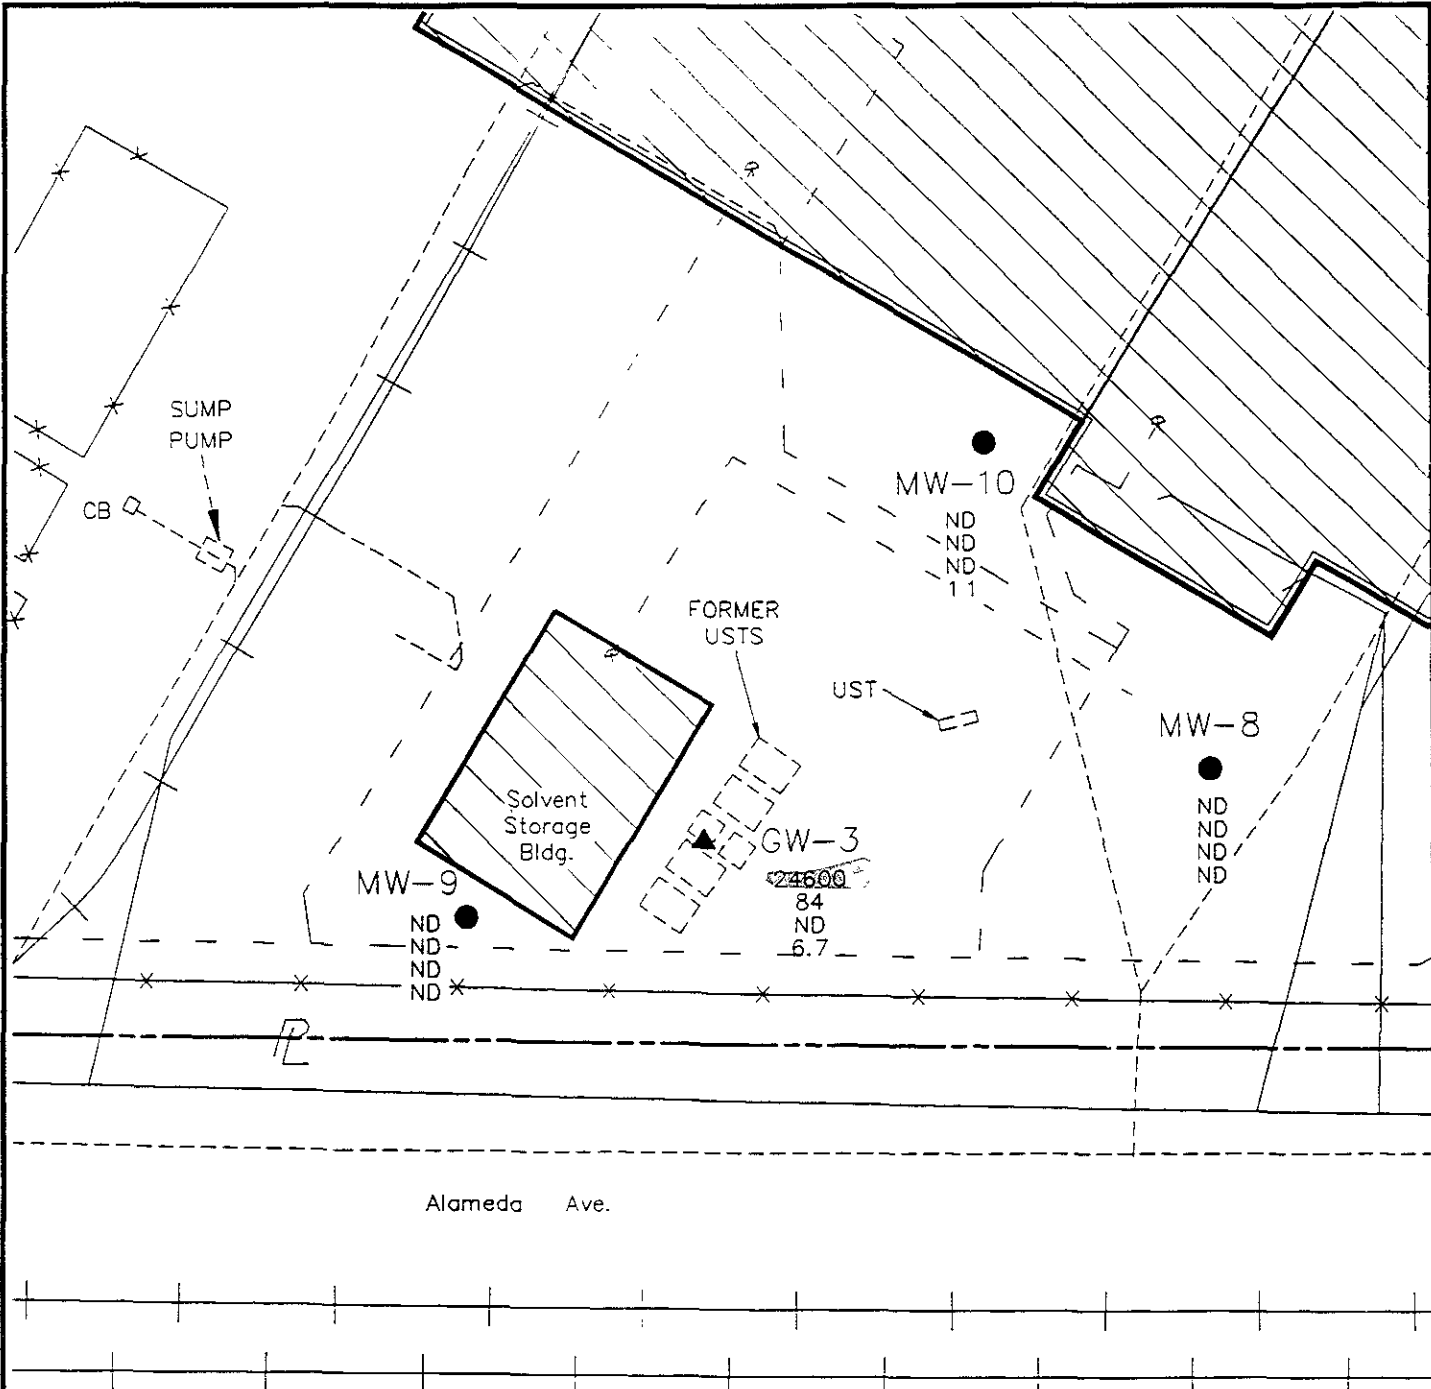 SUMP
PUMP
CB
MW-10
ND
ND
ND
11
FORMER
USTS
UST
MW-8
ND
ND
ND
ND
Solvent
Storage
Bldg.
GW-3
24600
84
ND
6.7
MW-9
ND
ND
ND
ND
PL
Alameda Ave.